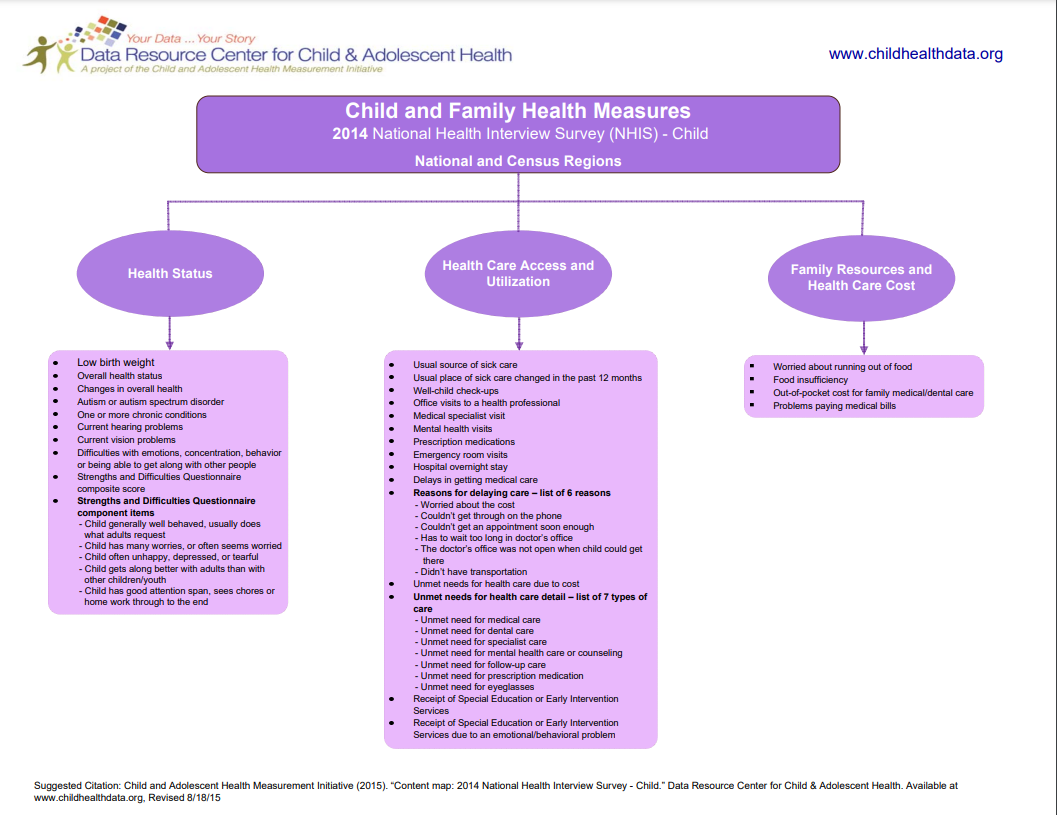 Your Data ... Your Story
Data Resource Center for Child & Adolescent Health
A project of the Child and Adolescent Health Measurement Initiative
www.childhealthdata.org
Child and Family Health Measures
2014 National Health Interview Survey (NHIS) - Child
National and Census Regions
Health Status
Health Care Access and
Utilization
Family Resources and
Health Care Cost
• Low birth weight
• Overall health status
• Changes in overall health
• Autism or autism spectrum disorder
• One or more chronic conditions
• Current hearing problems
• Current vision problems
• Difficulties with emotions, concentration, behavior
or being able to get along with other people
• Strengths and Difficulties Questionnaire
composite score
• Strengths and Difficulties Questionnaire
component items
- Child generally well behaved, usually does
what adults request
- Child has many worries, or often seems worried
- Child often unhappy, depressed, or tearful
- Child gets along better with adults than with
other children/youth
- Child has good attention span, sees chores or
home work through to the end
• Usual source of sick care
• Usual place of sick care changed in the past 12 months
• Well-child check-ups
• Office visits to a health professional
• Medical specialist visit
• Mental health visits
• Prescription medications
• Emergency room visits
• Hospital overnight stay
• Delays in getting medical care
• Reasons for delaying care – list of 6 reasons
- Worried about the cost
- Couldn't get through on the phone
- Couldn't get an appointment soon enough
- Has to wait too long in doctor's office
- The doctor's office was not open when child could get
there
- Didn't have transportation
• Unmet needs for health care due to cost
• Unmet needs for health care detail – list of 7 types of
care
- Unmet need for medical care
- Unmet need for dental care
- Unmet need for specialist care
- Unmet need for mental health care or counseling
- Unmet need for follow-up care
- Unmet need for prescription medication
- Unmet need for eyeglasses
• Receipt of Special Education or Early Intervention
Services
• Receipt of Special Education or Early Intervention
Services due to an emotional/behavioral problem
▪ Worried about running out of food
▪ Food insufficiency
▪ Out-of-pocket cost for family medical/dental care
▪ Problems paying medical bills
Suggested Citation: Child and Adolescent Health Measurement Initiative (2015). “Content map: 2014 National Health Interview Survey - Child.” Data Resource Center for Child & Adolescent Health. Available at
www.childhealthdata.org, Revised 8/18/15